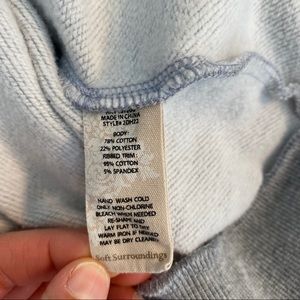 MADE IN CHINA
STYLE# 2DH22
BODY:
78% COTTON
22% POLYESTER
RIBBED TRIM:
95% COTTON
5% SPANDEX
HAND WASH COLD
ONLY NON-CHLORINE
BLEACH WHEN NEEDED
RE-SHAPE AND
LAY FLAT TO DRY
WARM IRON IF NEEDED
MAY BE DRY CLEANED
Soft Surroundings